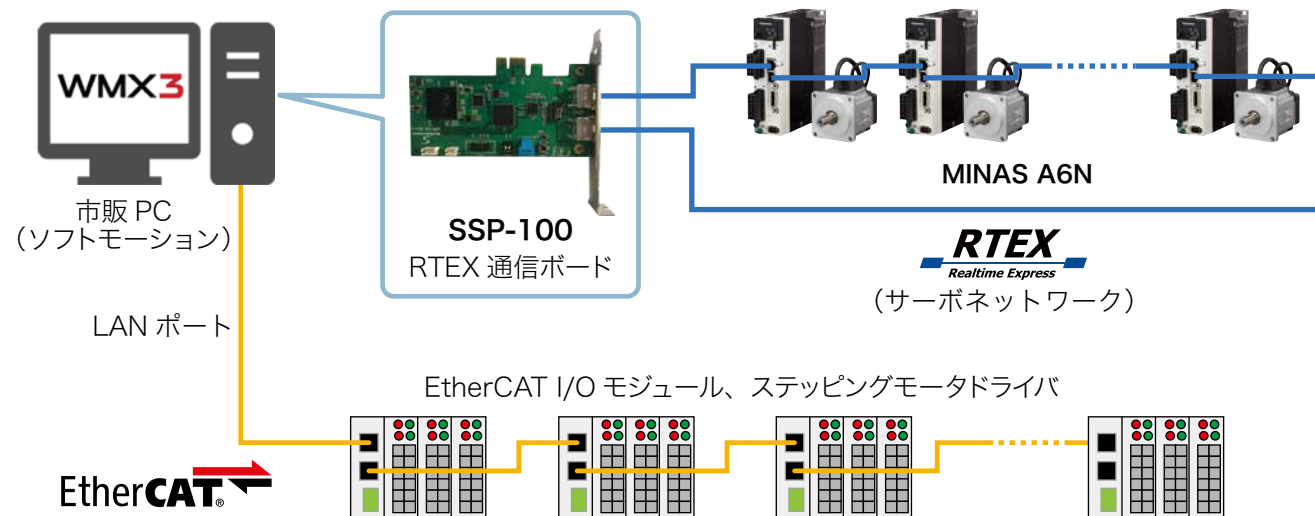 WMX3
市販 PC
（ソフトモーション）
SSP-100
RTEX 通信ボード
MINAS A6N
RTEX
Realtime Express
（サーボネットワーク）
LAN ポート
EtherCAT I/O モジュール、ステッピングモータドライバ
EtherCAT®